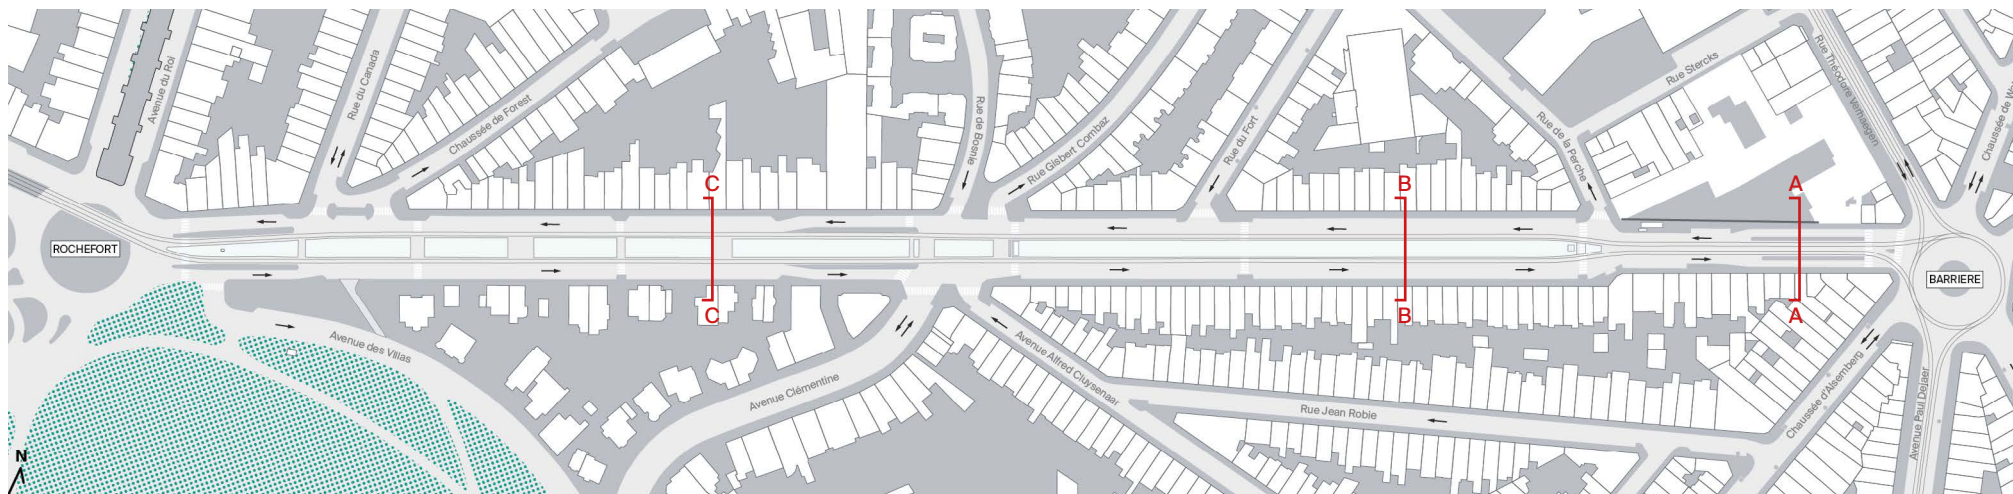 Avenue du Roi
Rue du Canada
Chaussée de Forest
Rue de Bosnie
Rue Gisbert Combaz
Rue du Fort
Rue de la Perche
Rue Stercks
Rue Théodore Verhaegen
Chaussée de W
C
B
A
ROCHEFORT
BARRIERE
C
B
A
Avenue des Villas
Avenue Clémentine
Avenue Alfred Cluysenaar
Rue Jean Robie
Chaussée d'Alsemberg
Avenue Paul Dejaer
N